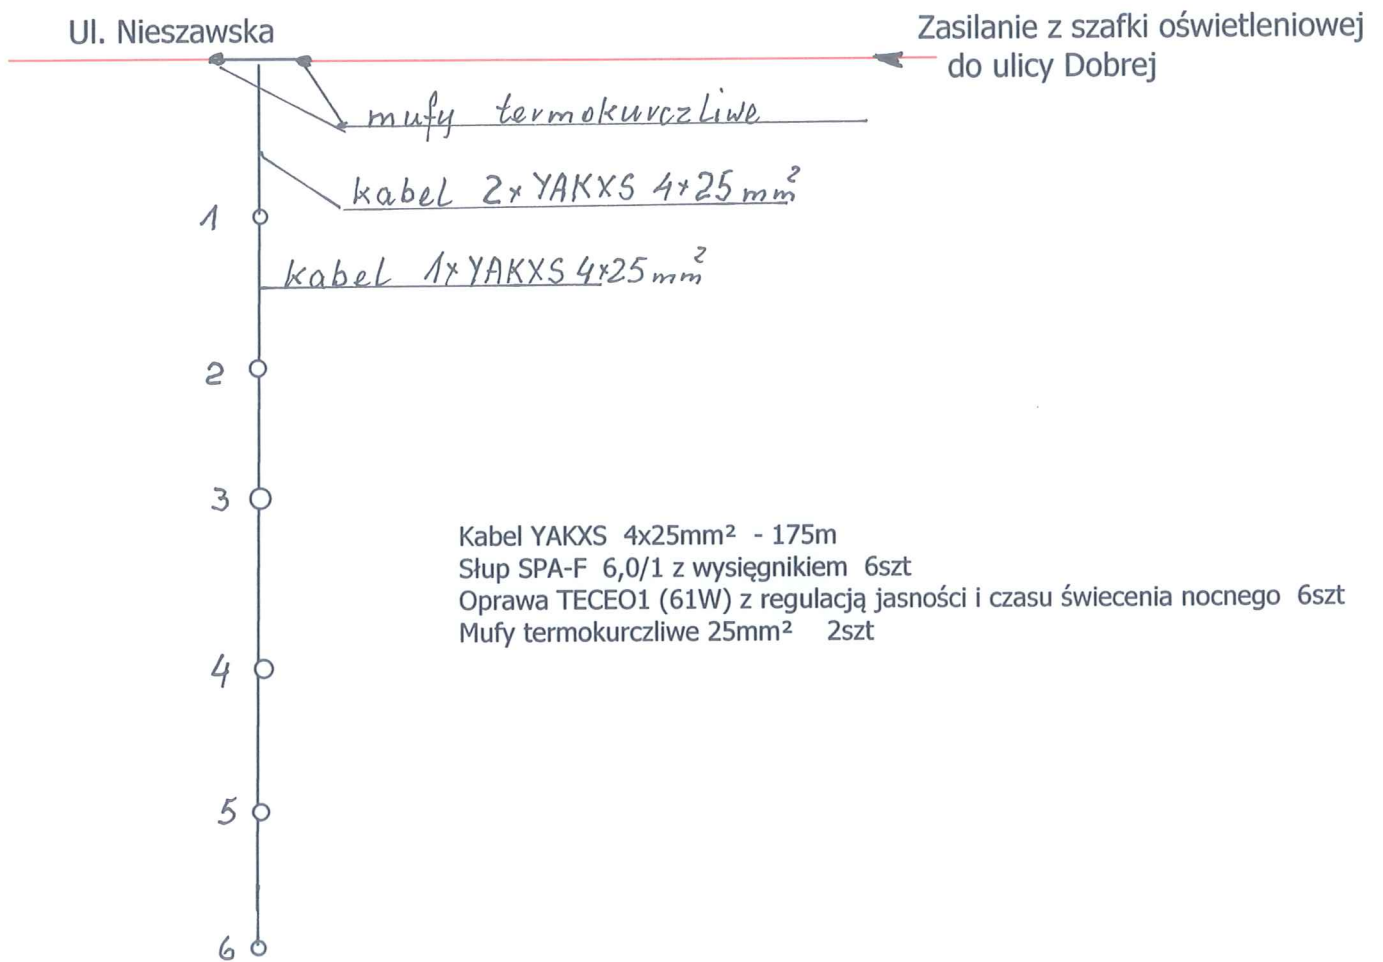 Ul. Nieszawska
Zasilanie z szafki oświetleniowej
do ulicy Dobrej
mufy termokurczliwe
kabel 2x YAKXS 4x25 mm²
1
kabel 1x YAKXS 4x25 mm²
2
3
Kabel YAKXS 4x25mm² - 175m
Słup SPA-F 6,0/1 z wysięgnikiem 6szt
Oprawa TECEO1 (61W) z regulacją jasności i czasu świecenia nocnego 6szt
Mufy termokurczliwe 25mm² 2szt
4
5
6